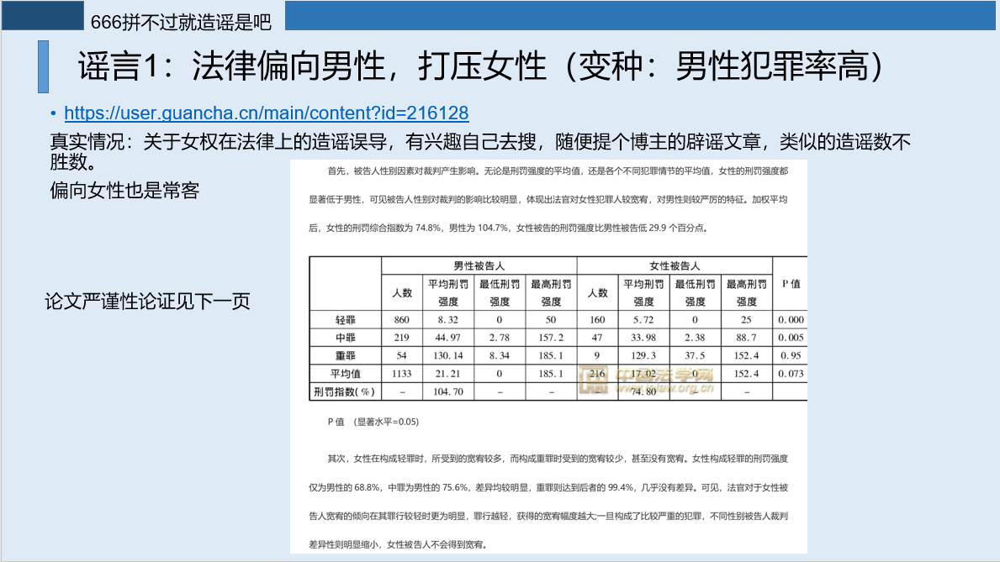 666拼不过就造谣是吧
谣言1：法律偏向男性，打压女性（变种：男性犯罪率高）
• https://user.guancha.cn/main/content?id=216128
真实情况：关于女权在法律上的造谣误导，有兴趣自己去搜，随便提个博主的辟谣文章，类似的造谣数不
胜数。
偏向女性也是常客
论文严谨性论证见下一页
首先，被告人性别因素对裁判产生影响。无论是刑罚强度的平均值，还是各个不同犯罪情节的平均值，女性的刑罚强度都
显著低于男性，可见被告人性别对裁判的影响比较明显，体现出法官对女性犯罪人较宽宥，对男性则较严厉的特征。加权平均
后，女性的刑罚综合指数为 74.8%，男性为 104.7%，女性被告的刑罚强度比男性被告低 29.9 个百分点。
男性被告人 女性被告人 P 值
人数 平均刑罚强度 最低刑罚强度 最高刑罚强度 人数 平均刑罚强度 最低刑罚强度 最高刑罚强度
轻罪 860 8.32 0 50 160 5.72 0 25 0.000
中罪 219 44.97 2.78 157.2 47 33.98 2.38 88.7 0.005
重罪 54 130.14 8.34 185.1 9 129.3 37.5 152.4 0.95
平均值 1133 21.21 0 185.1 216 17.02 0 152.4 0.073
刑罚指数(%) – 104.70 – – – 74.80 – –
中国法学网
www.iolaw.org.cn
P 值 (显著水平=0.05)
其次，女性在构成轻罪时，所受到的宽宥较多，而构成重罪时受到的宽宥较少，甚至没有宽宥。女性构成轻罪的刑罚强度
仅为男性的 68.8%，中罪为男性的 75.6%，差异均较明显，重罪则达到后者的 99.4%，几乎没有差异。可见，法官对于女性被
告人宽宥的倾向在其罪行较轻时更为明显，罪行越轻，获得的宽宥幅度越大;一旦构成了比较严重的犯罪，不同性别被告人裁判
差异性则明显缩小，女性被告人不会得到宽宥。